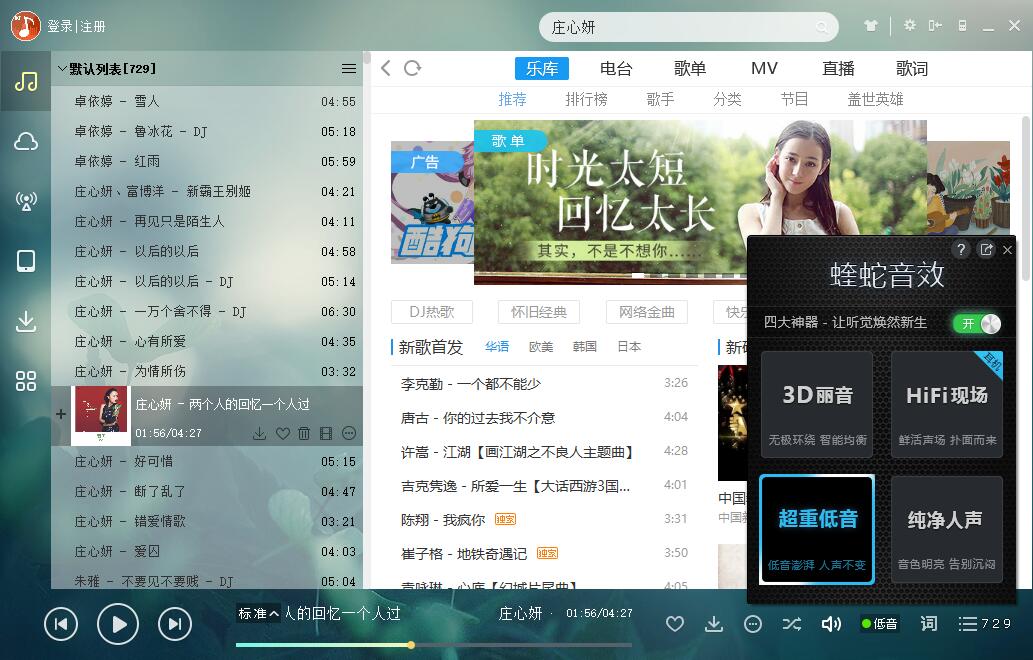 登录|注册
庄心妍
默认列表[729]
卓依婷 - 雪人 04:55
卓依婷 - 鲁冰花 - DJ 05:18
卓依婷 - 红雨 05:59
庄心妍、富博洋 - 新霸王别姬 04:21
庄心妍 - 再见只是陌生人 04:11
庄心妍 - 以后的以后 04:58
庄心妍 - 以后的以后 - DJ 05:14
庄心妍 - 一万个舍不得 - DJ 06:30
庄心妍 - 心有所爱 04:35
庄心妍 - 为情所伤 03:32
庄心妍 - 两个人的回忆一个人过
01:56/04:27
庄心妍 - 好可惜 05:15
庄心妍 - 断了乱了 04:47
庄心妍 - 错爱情歌 03:21
庄心妍 - 爱囚 04:03
朱雅 - 不要见不要贱 - DJ 05:04
乐库 电台 歌单 MV 直播 歌词
推荐 排行榜 歌手 分类 节目 盖世英雄
广告
酷狗
歌单
时光太短
回忆太长
其实，不是不想你......
DJ热歌 怀旧经典 网络金曲 快
新歌首发 华语 欧美 韩国 日本
李克勤 - 一个都不能少 3:26
唐古 - 你的过去我不介意 4:04
许嵩 - 江湖【画江湖之不良人主题曲】 4:28
吉克隽逸 - 所爱一生【大话西游3国... 4:01
陈翔 - 我疯你 独家 3:31
崔子格 - 地铁奇遇记 独家 3:50
袁咏琳 - 心底【幻城片尾曲】 4:05
中国
中国
蝰蛇音效
四大神器 - 让听觉焕然新生 开
3D丽音
无极环绕 智能均衡
耳机
HiFi现场
鲜活声场 扑面而来
超重低音
低音澎湃 人声不变
纯净人声
音色明亮 告别沉闷
标准 人的回忆一个人过 庄心妍 · 01:56/04:27
低音 词 729